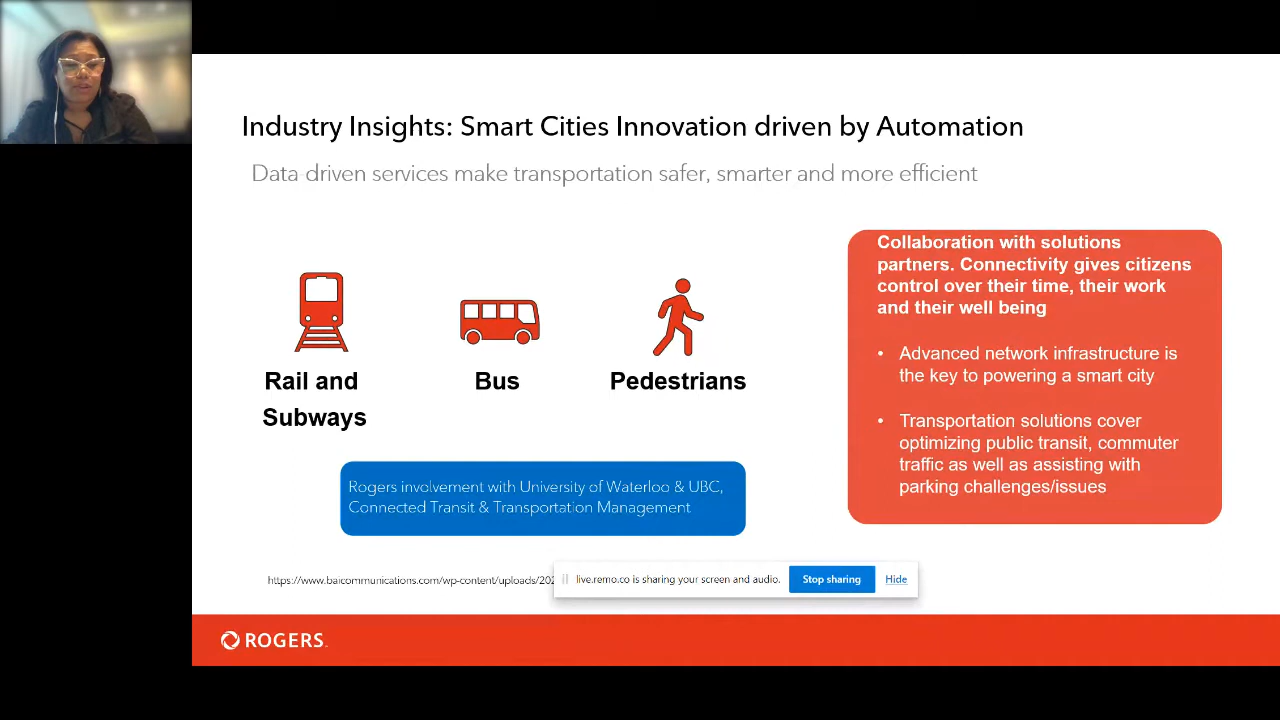 Industry Insights: Smart Cities Innovation driven by Automation
Data driven services make transportation safer, smarter and more efficient
Rail and
Subways
Bus
Pedestrians
Rogers involvement with University of Waterloo & UBC,
Connected Transit & Transportation Management
Collaboration with solutions
partners. Connectivity gives citizens
control over their time, their work
and their well being
• Advanced network infrastructure is
the key to powering a smart city
• Transportation solutions cover
optimizing public transit, commuter
traffic as well as assisting with
parking challenges/issues
https://www.baicommunications.com/wp-content/uploads/202
live.remo.co is sharing your screen and audio.
Stop sharing
Hide
ROGERS